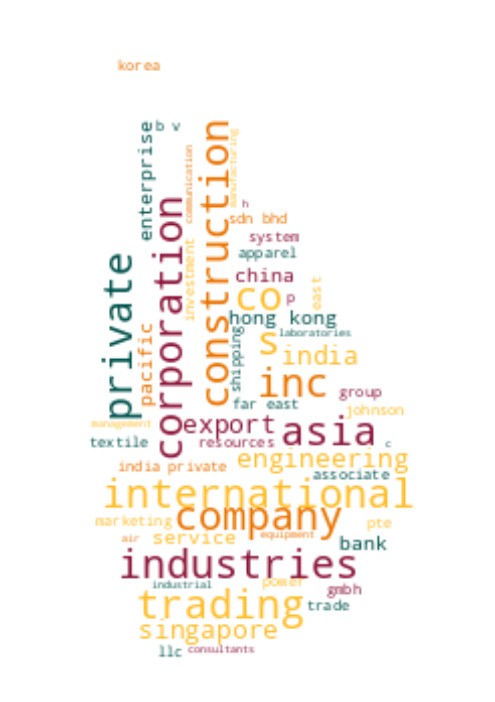 korea
enterprise
b v
construction
manufacturing
communication
corporation
h
sdn bhd
system
investment
apparel
private
china
east
co
p
hong kong
pacific
shipping
laboratories
s
india
inc
group
far east
johnson
management
export
asia
textile
resources
c
india private
engineering
associate
international
company
marketing
pte
air
service
equipment
bank
industries
industrial
power
gmbh
trading
trade
singapore
llc
consultants